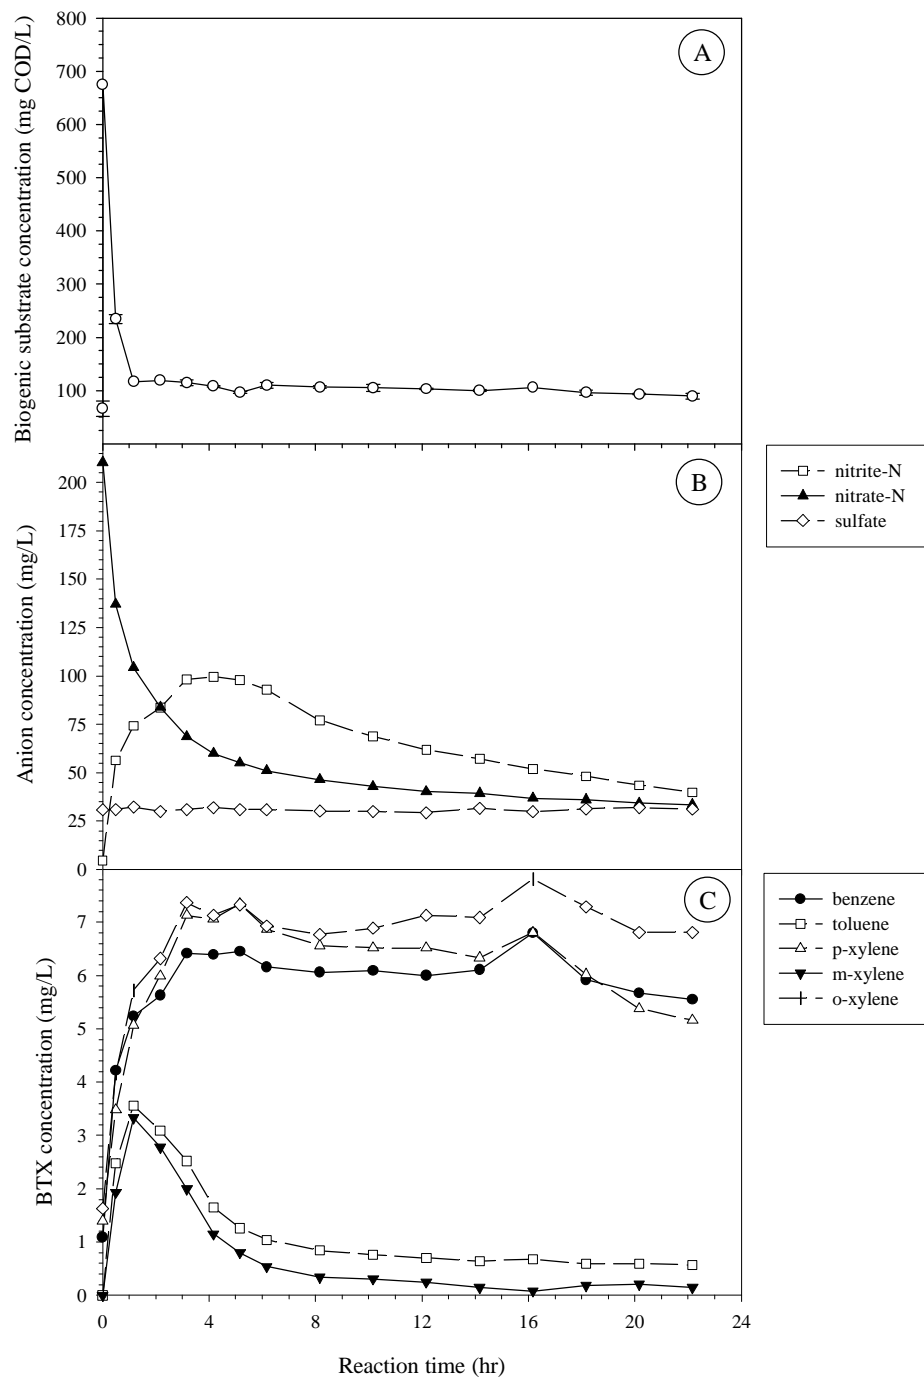 Biogenic substrate concentration (mg COD/L)
800
700
600
500
400
300
200
100
A
Anion concentration (mg/L)
200
175
150
125
100
75
50
25
0
B
nitrite-N
nitrate-N
sulfate
BTX concentration (mg/L)
7
6
5
4
3
2
1
0
C
benzene
toluene
p-xylene
m-xylene
o-xylene
0 4 8 12 16 20 24
Reaction time (hr)